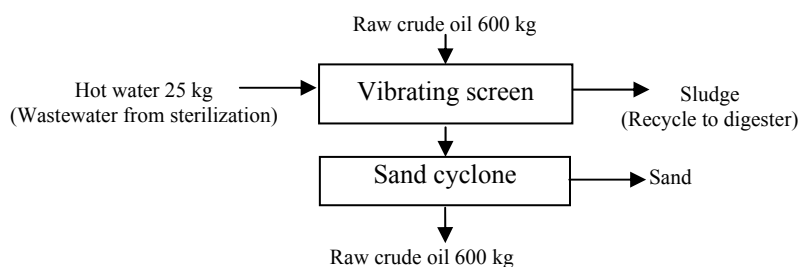 Raw crude oil 600 kg
Hot water 25 kg
(Wastewater from sterilization)
Vibrating screen
Sludge
(Recycle to digester)
Sand cyclone
Sand
Raw crude oil 600 kg